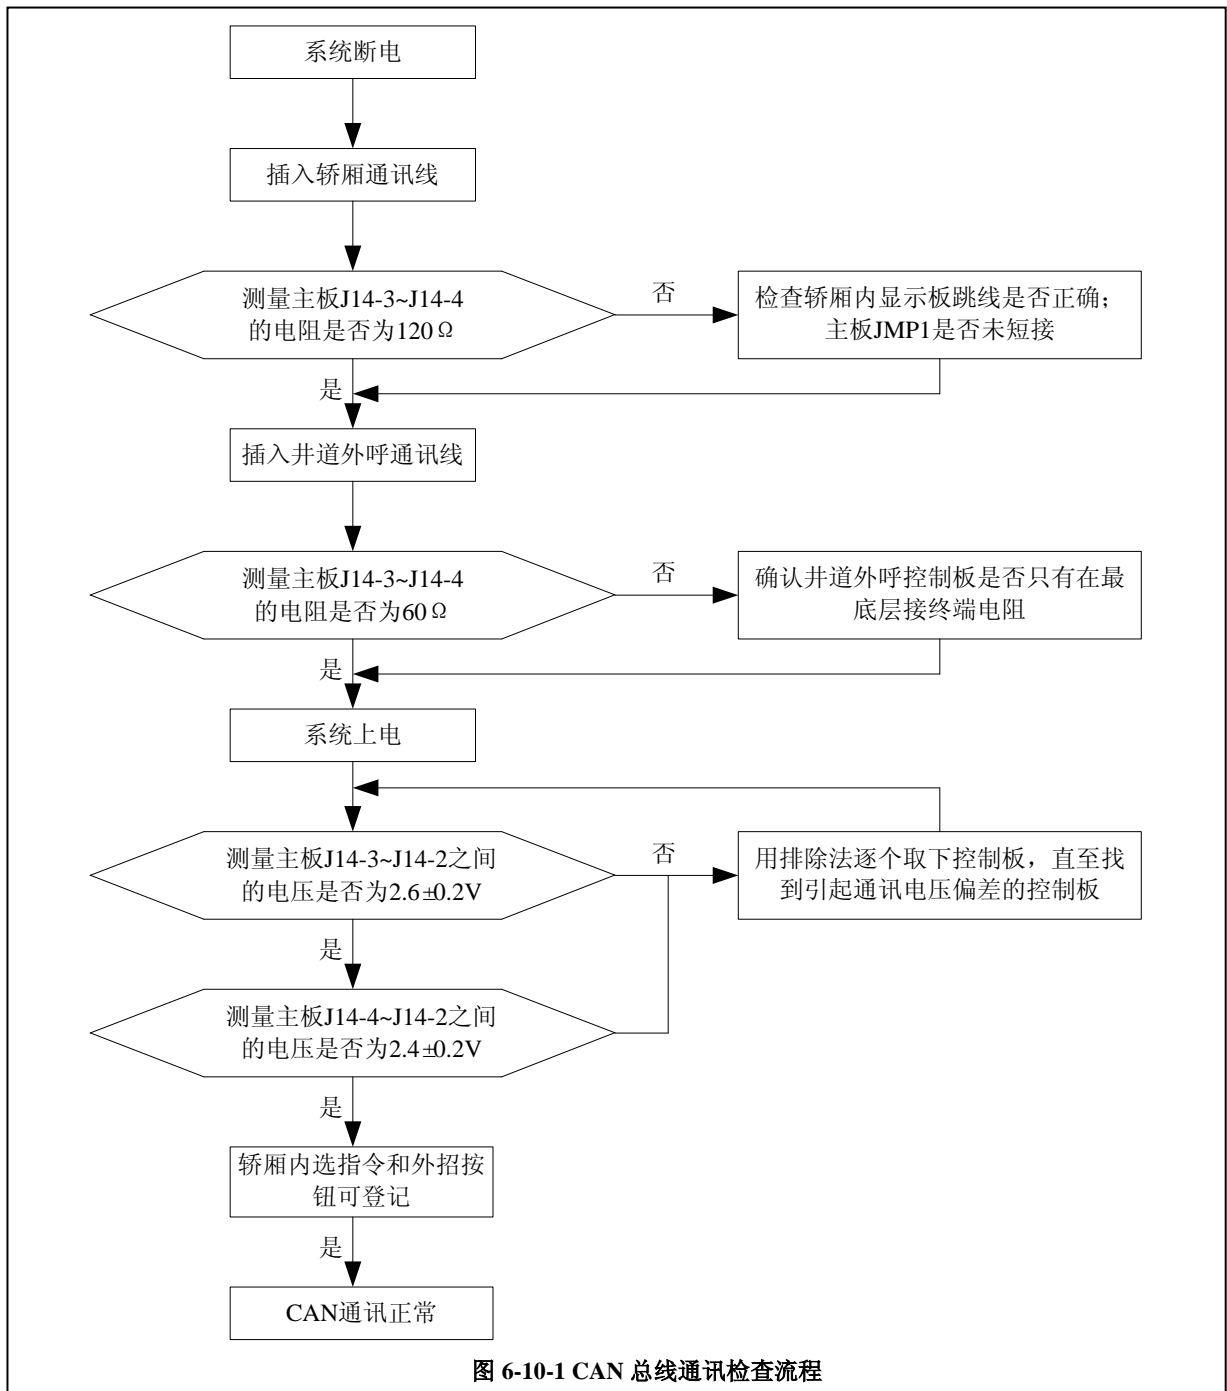 系统断电
插入轿厢通讯线
测量主板J14-3~J14-4
的电阻是否为120Ω
否
检查轿厢内显示板跳线是否正确；
主板JMP1是否未短接
是
插入井道外呼通讯线
测量主板J14-3~J14-4
的电阻是否为60Ω
否
确认井道外呼控制板是否只有在最
底层接终端电阻
是
系统上电
测量主板J14-3~J14-2之间
的电压是否为2.6±0.2V
否
用排除法逐个取下控制板，直至找
到引起通讯电压偏差的控制板
是
测量主板J14-4~J14-2之间
的电压是否为2.4±0.2V
是
轿厢内选指令和外招按
钮可登记
是
CAN通讯正常
图 6-10-1 CAN 总线通讯检查流程